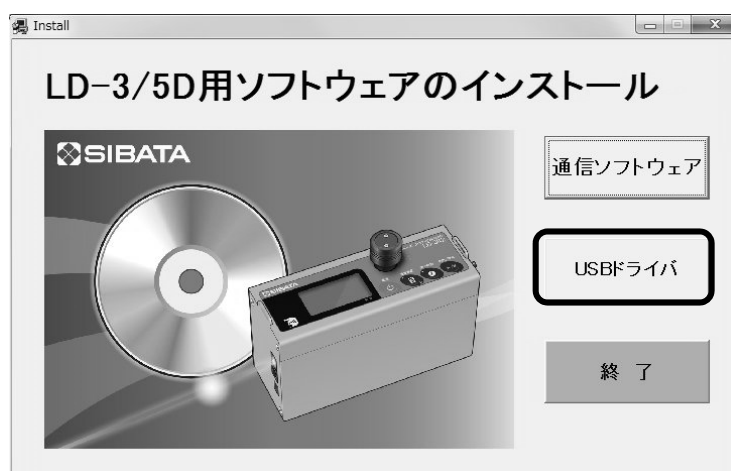 Install
LD-3/5D用ソフトウェアのインストール
SIBATA
通信ソフトウェア
USBドライバ
終 了